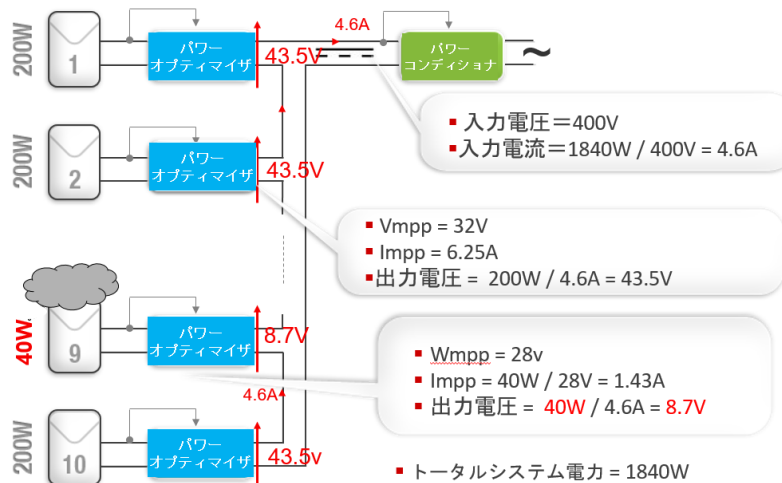 4.6A
200W
1
パワー
オプティマイザ
43.5V
パワー
コンディショナ
~
▪ 入力電圧＝400V
▪ 入力電流＝1840W / 400V = 4.6A
200W
2
パワー
オプティマイザ
43.5V
▪ Vmpp = 32V
▪ Impp = 6.25A
▪ 出力電圧 = 200W / 4.6A = 43.5V
40W.
9
パワー
オプティマイザ
8.7V
▪ Wmpp = 28v
▪ Impp = 40W / 28V = 1.43A
▪ 出力電圧 = 40W / 4.6A = 8.7V
4.6A
200W
10
パワー
オプティマイザ
43.5v
▪ トータルシステム電力 = 1840W